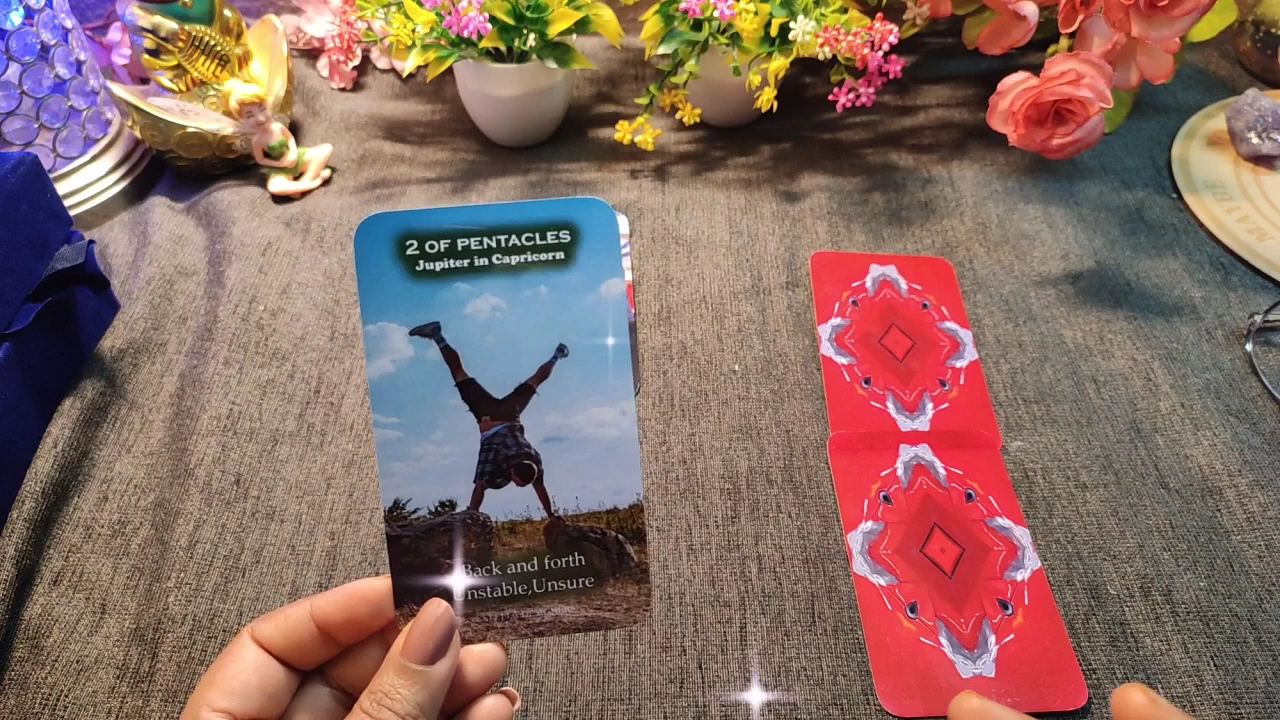 2 OF PENTACLES
Jupiter in Capricorn
Back and forth
Unstable,Unsure